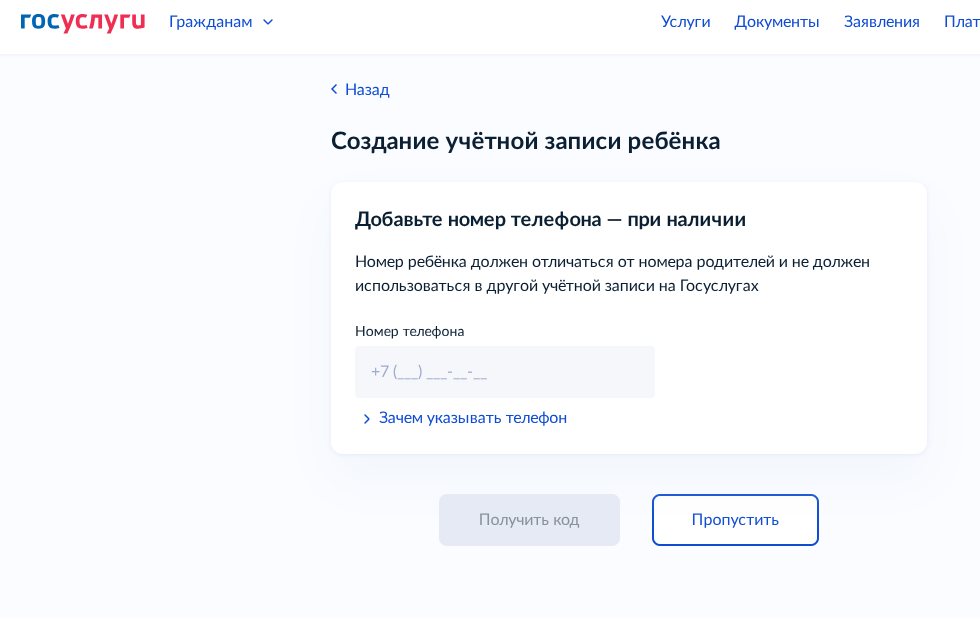 госуслуги Гражданам Услуги Документы Заявления Плат
Назад
Создание учётной записи ребёнка
Добавьте номер телефона — при наличии
Номер ребёнка должен отличаться от номера родителей и не должен
использоваться в другой учётной записи на Госуслугах
Номер телефона
+7 (___) ___-__-__
Зачем указывать телефон
Получить код Пропустить